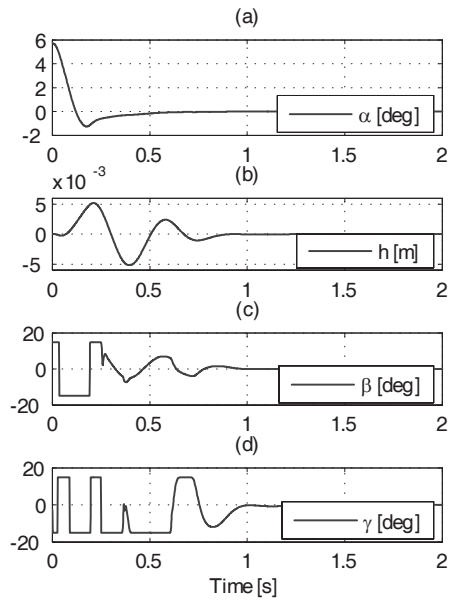 (a)
6
4
2
0
-2
α [deg]
0 0.5 1 1.5 2
(b)
x 10 -3
5
0
-5
h [m]
0 0.5 1 1.5 2
(c)
20
0
-20
β [deg]
0 0.5 1 1.5 2
(d)
20
0
-20
γ [deg]
0 0.5 1 1.5 2
Time [s]